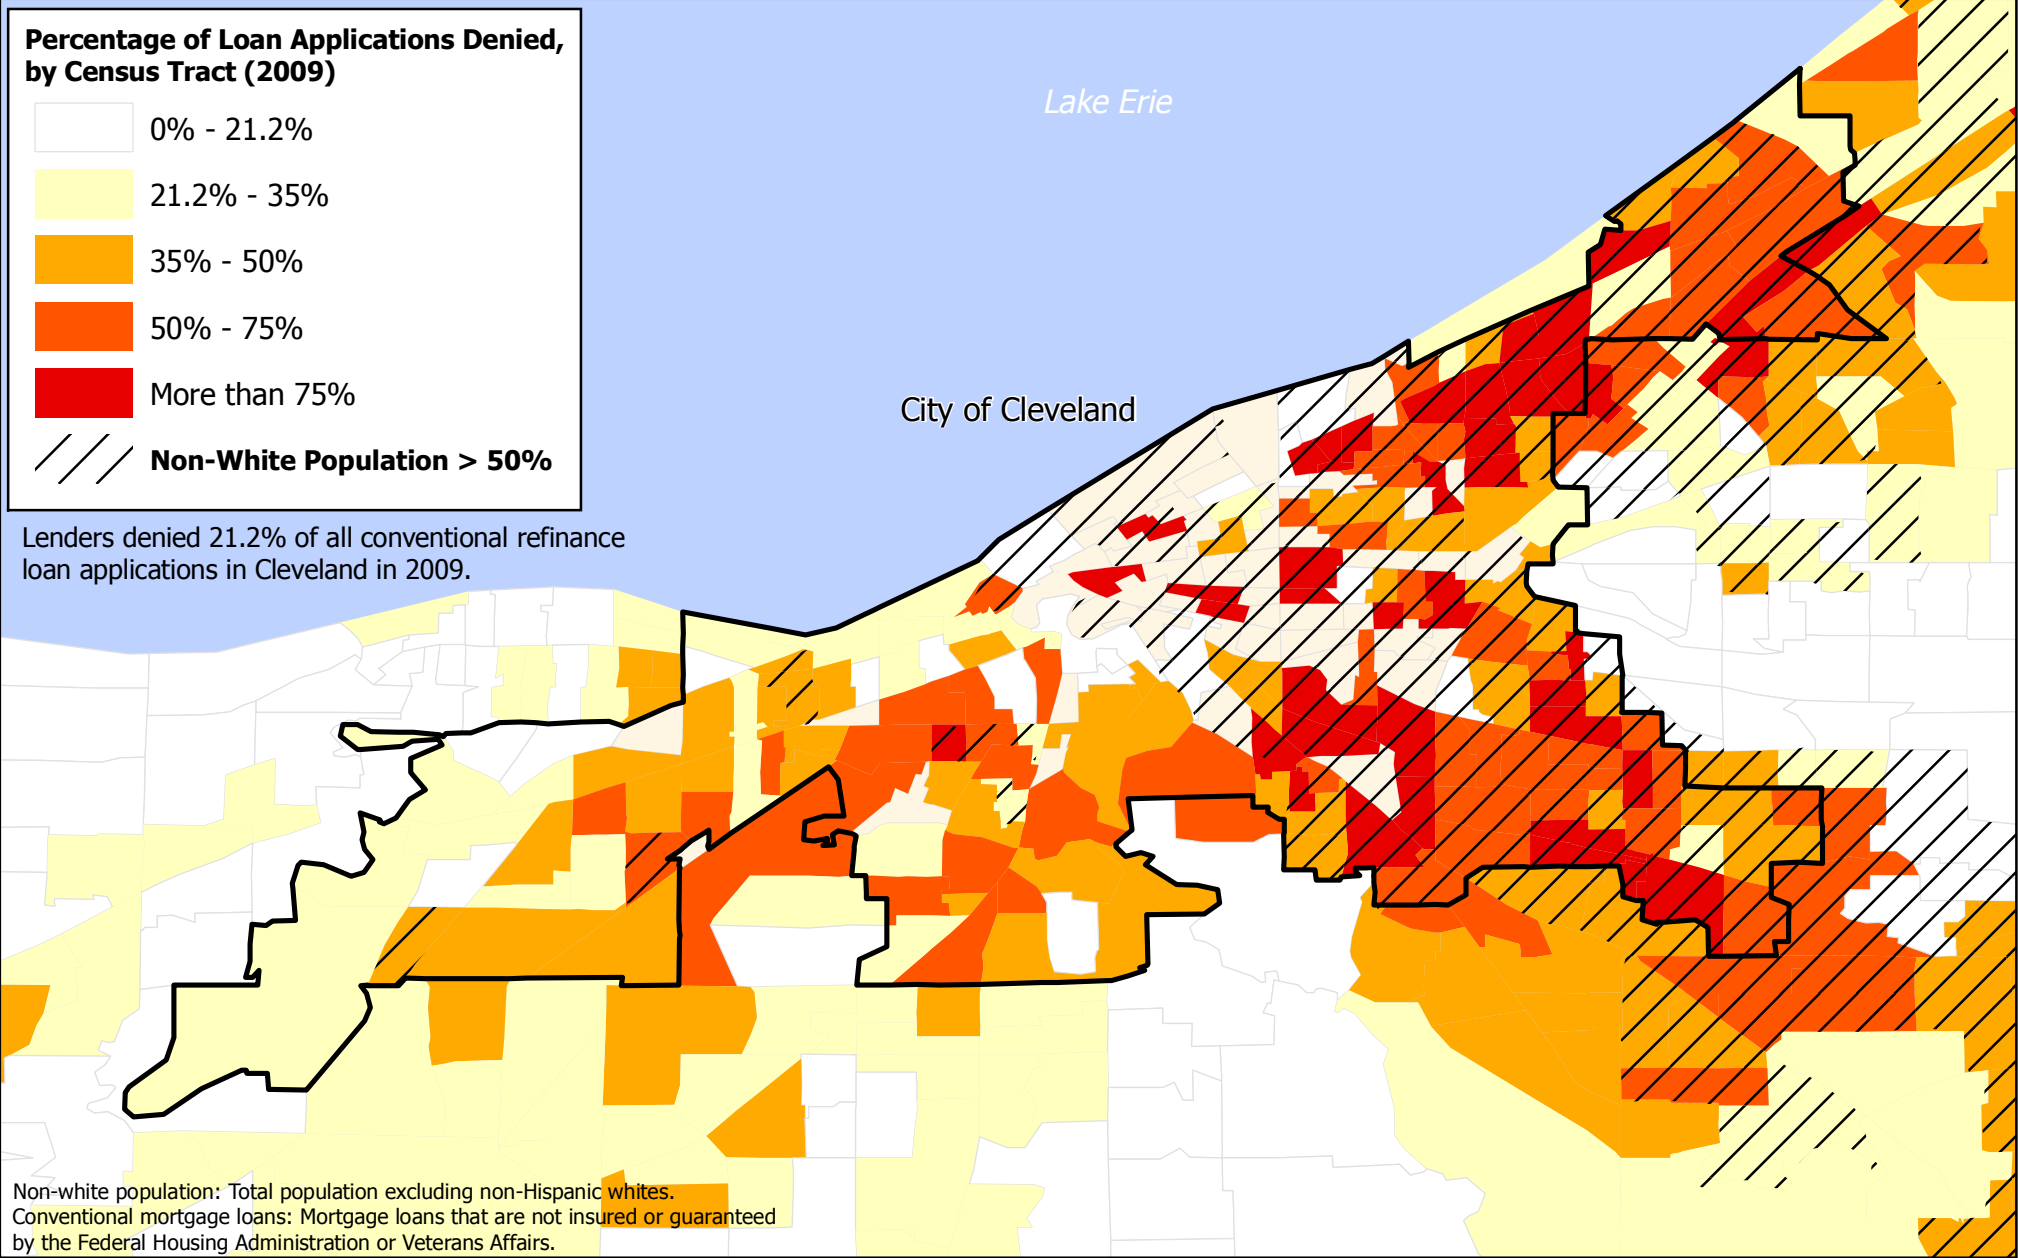 Percentage of Loan Applications Denied,
by Census Tract (2009)
0% - 21.2%
21.2% - 35%
35% - 50%
50% - 75%
More than 75%
Non-White Population > 50%
Lenders denied 21.2% of all conventional refinance
loan applications in Cleveland in 2009.
Lake Erie
City of Cleveland
Non-white population: Total population excluding non-Hispanic whites.
Conventional mortgage loans: Mortgage loans that are not insured or guaranteed
by the Federal Housing Administration or Veterans Affairs.